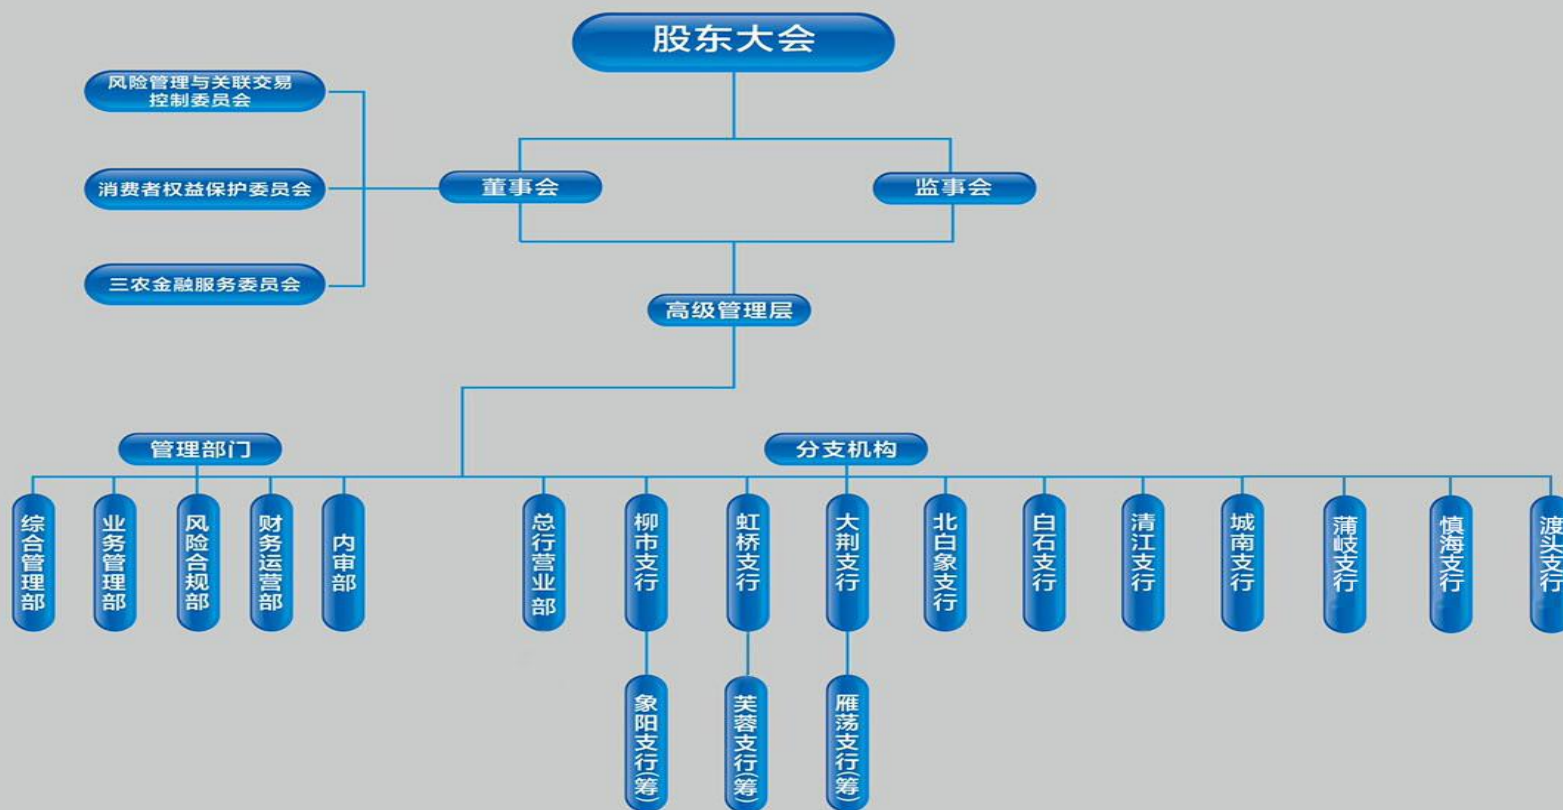 股东大会
风险管理与关联交易
控制委员会
消费者权益保护委员会
三农金融服务委员会
董事会
监事会
高级管理层
管理部门
分支机构
综合管理部
业务管理部
风险合规部
财务运营部
内审部
总行营业部
柳市支行
虹桥支行
大荆支行
北白象支行
白石支行
清江支行
城南支行
蒲岐支行
慎海支行
渡头支行
象阳支行(筹)
芙蓉支行(筹)
雁荡支行(筹)